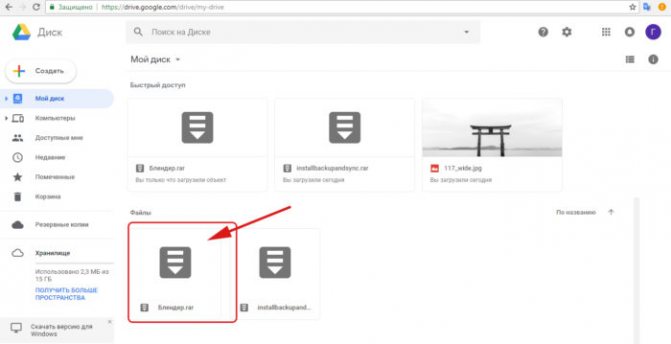 Защищено https://drive.google.com/drive/my-drive
Диск
Поиск на Диске
Г
Создать
Мой диск
Быстрый доступ
Мой диск
Компьютеры
Доступные мне
Недавние
Помеченные
Корзина
Резервные копии
Хранилище
Использовано 2,3 МБ из
15 ГБ
ПОЛУЧИТЬ БОЛЬШЕ
ПРОСТРАНСТВА
Скачать версию для
Windows
Блендер.rar
Вы только что загрузили объект
installbackupandsync.rar
Вы загрузили сегодня
117_wide.jpg
Вы загрузили сегодня
Файлы
По названию
Блендер.rar
installbackupand...